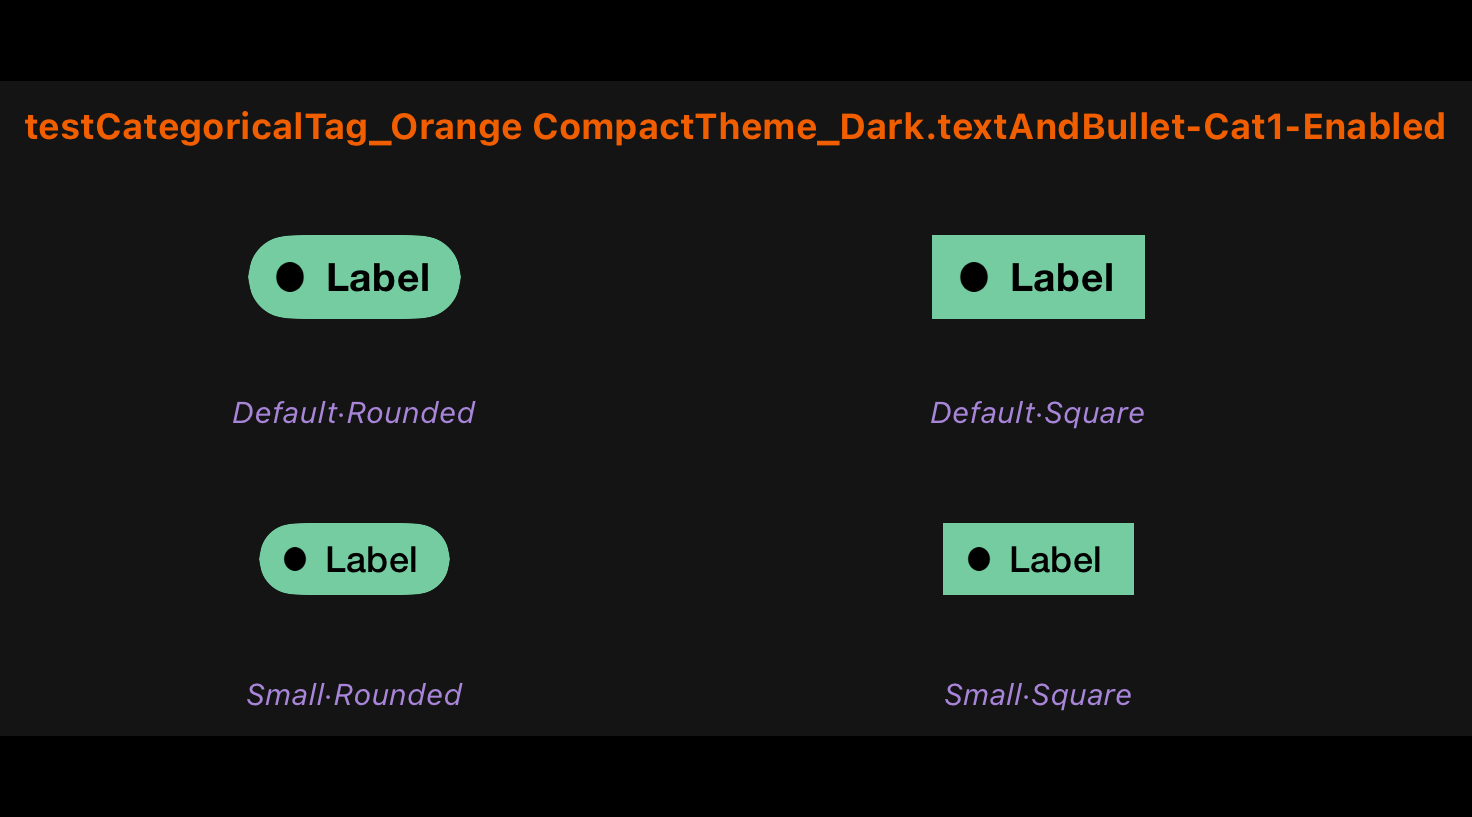 testCategoricalTag_Orange CompactTheme_Dark.textAndBullet-Cat1-Enabled
Label
Label
Default·Rounded
Default·Square
Label
Label
Small·Rounded
Small·Square